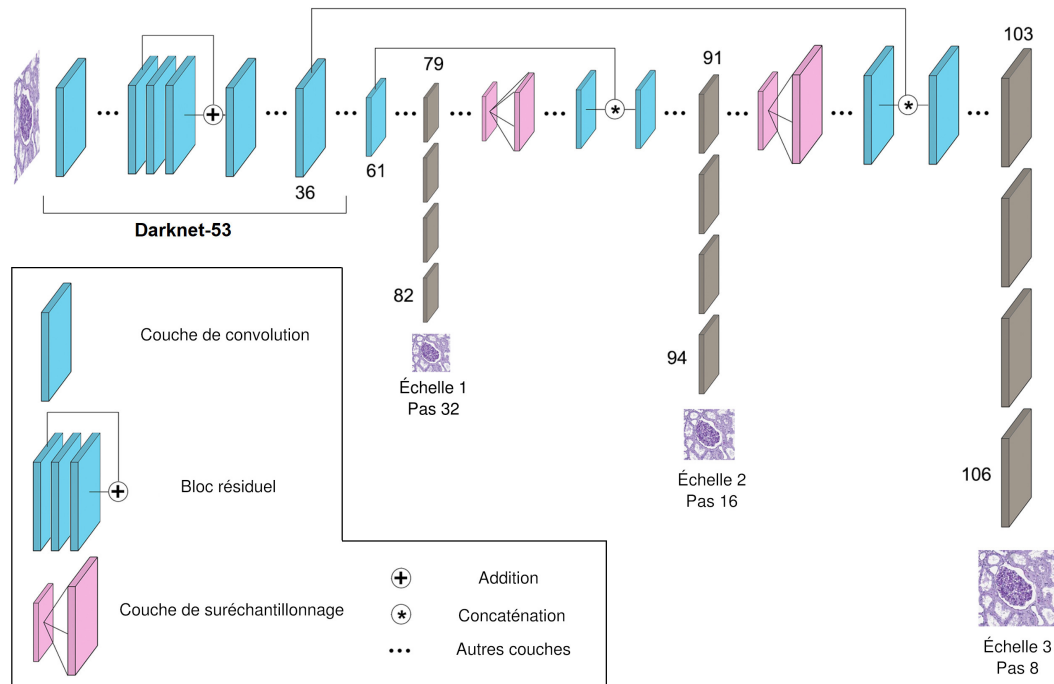 103
79
91
36
61
Darknet-53
82
94
106
Échelle 1
Pas 32
Échelle 2
Pas 16
Échelle 3
Pas 8
Couche de convolution
Bloc résiduel
Couche de suréchantillonnage
+ Addition
* Concaténation
••• Autres couches